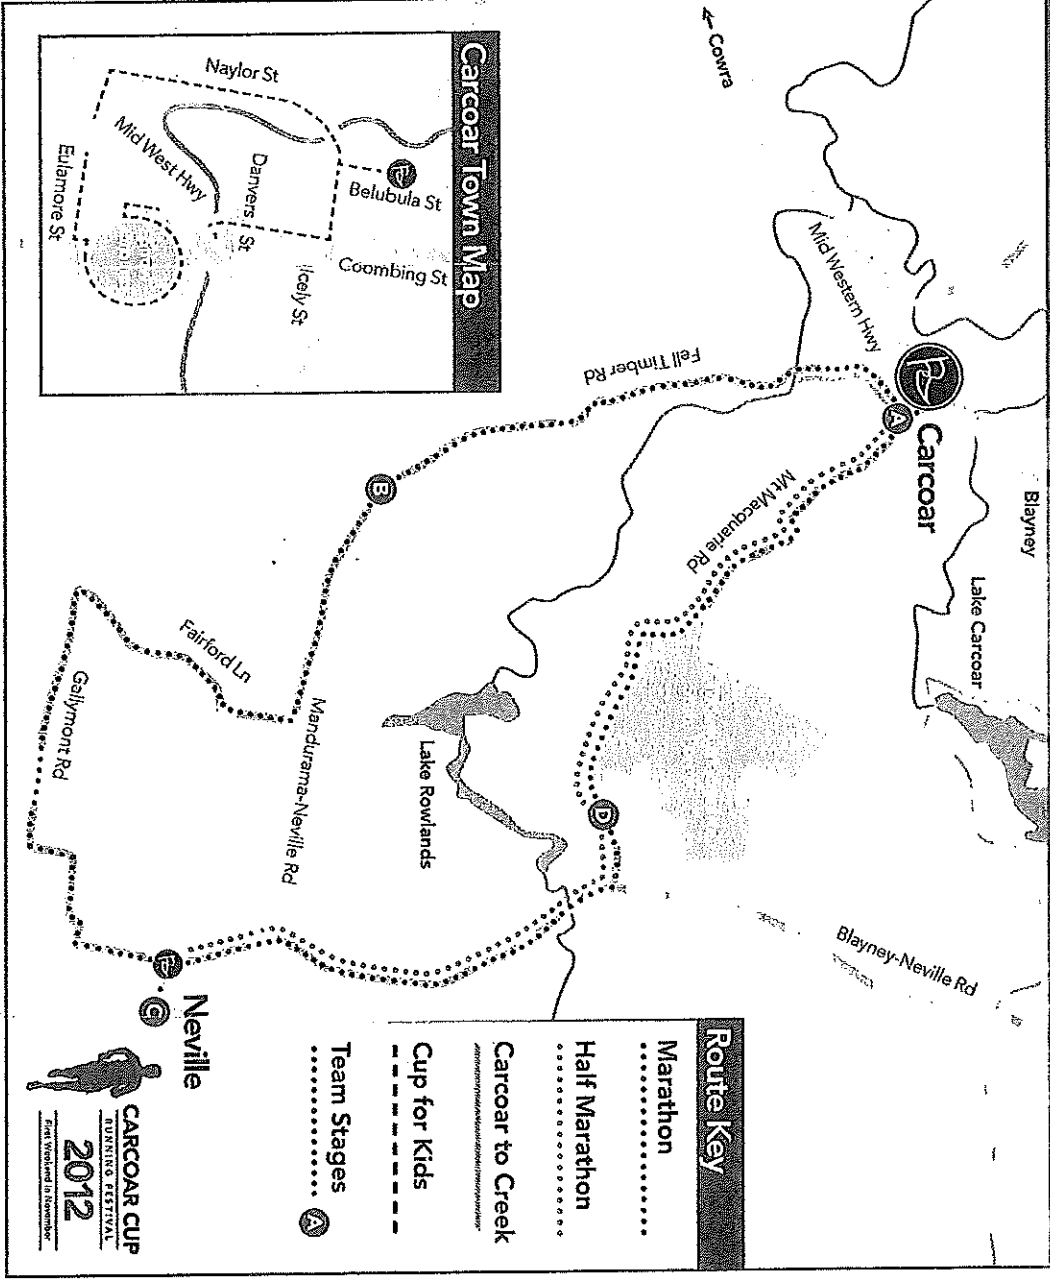 Carcoar Town Map
Naylor St
Mid West Hwy
Eulamore St
Danvers St
Belubula St
Icely St
Coombing St
Cowra
Mid Western Hwy
Fell Timber Rd
A
Carcoar
Blayney
Lake Carcoar
Mt Macquarie Rd
B
Fairford Ln
Gallymont Rd
Mandurama-Neville Rd
Lake Rowlands
D
Blayney-Neville Rd
Neville
C
Route Key
Marathon
Half Marathon
Carcoar to Creek
Cup for Kids
Team Stages A
CARCOAR CUP
RUNNING FESTIVAL
2012
First Weekend in November